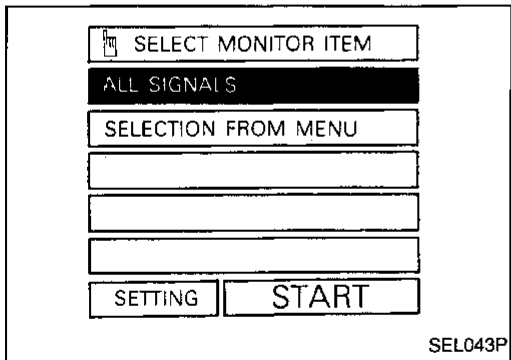 SELECT MONITOR ITEM
ALL SIGNALS
SELECTION FROM MENU
SETTING START
SEL043P